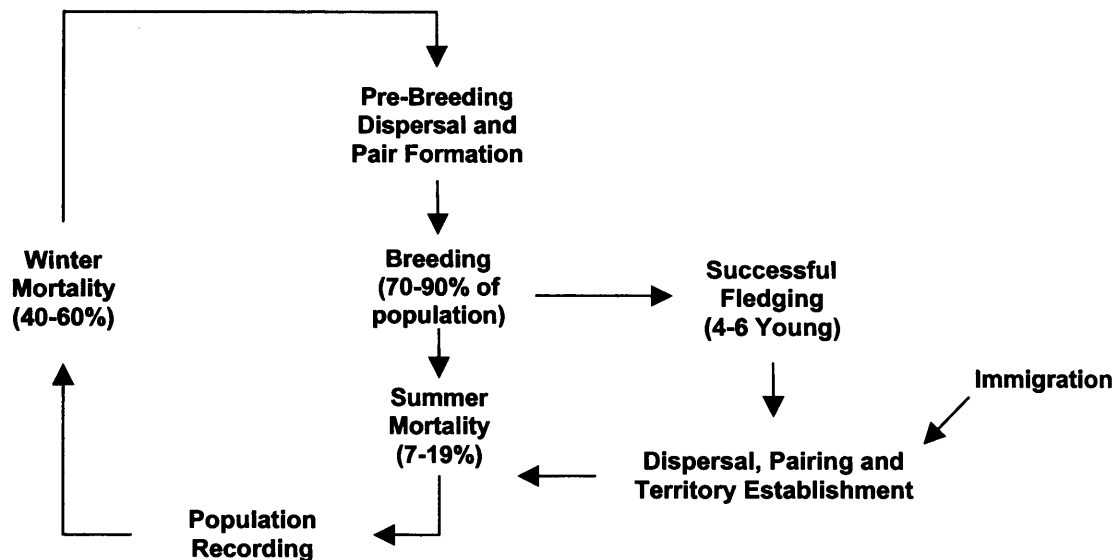 Pre-Breeding
Dispersal and
Pair Formation
Winter
Mortality
(40-60%)
Breeding
(70-90% of
population)
Successful
Fledging
(4-6 Young)
Immigration
Summer
Mortality
(7-19%)
Dispersal, Pairing and
Territory Establishment
Population
Recording